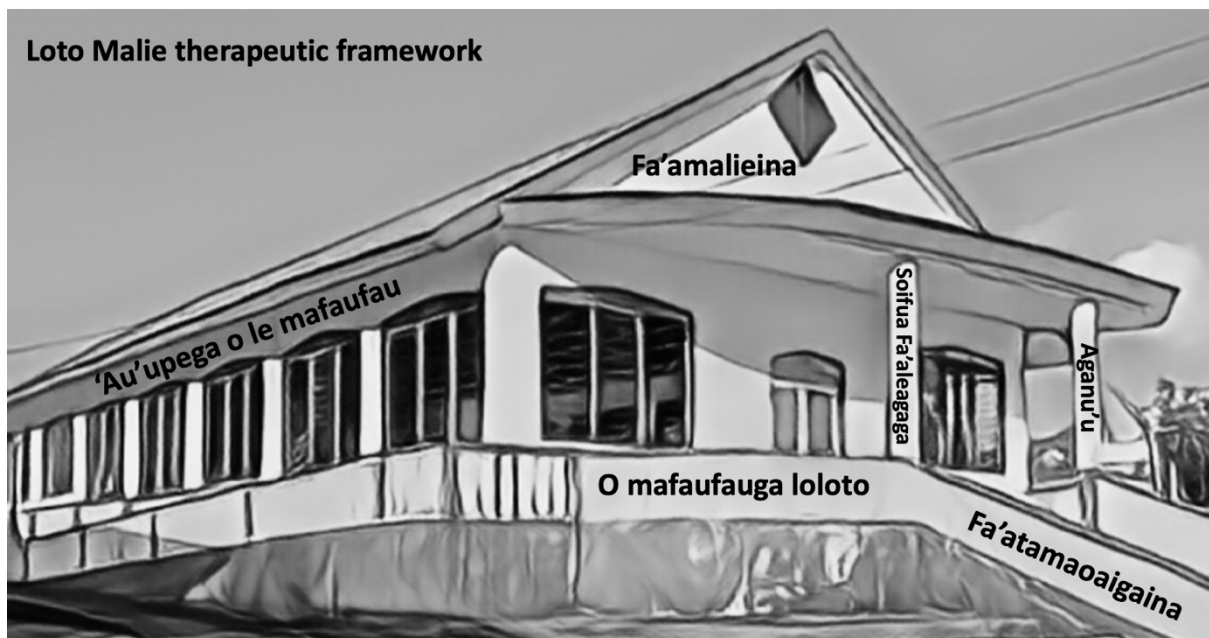 Loto Malie therapeutic framework
Fa’amalieina
‘Au’upega o le mafaufau
Soifua Fa’aleagaga
Aganu’u
O mafaufauga loloto
Fa’atamaoaigaina